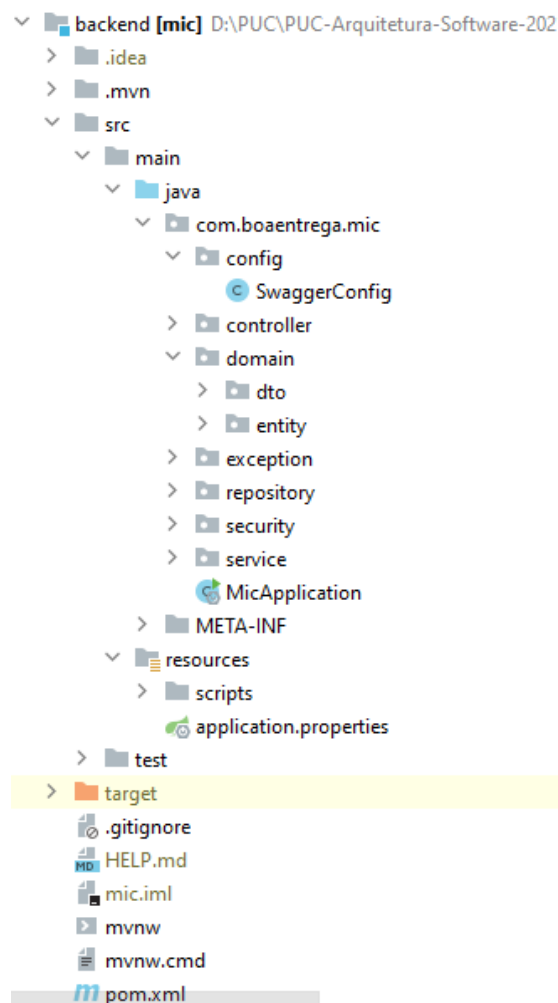 backend [mic] D:\PUC\PUC-Arquitetura-Software-202
.idea
.mvn
src
main
java
com.boaentrega.mic
config
C SwaggerConfig
controller
domain
dto
entity
exception
repository
security
service
C MicApplication
META-INF
resources
scripts
application.properties
test
target
.gitignore
MD HELP.md
mic.iml
mvnw
mvnw.cmd
m pom.xml